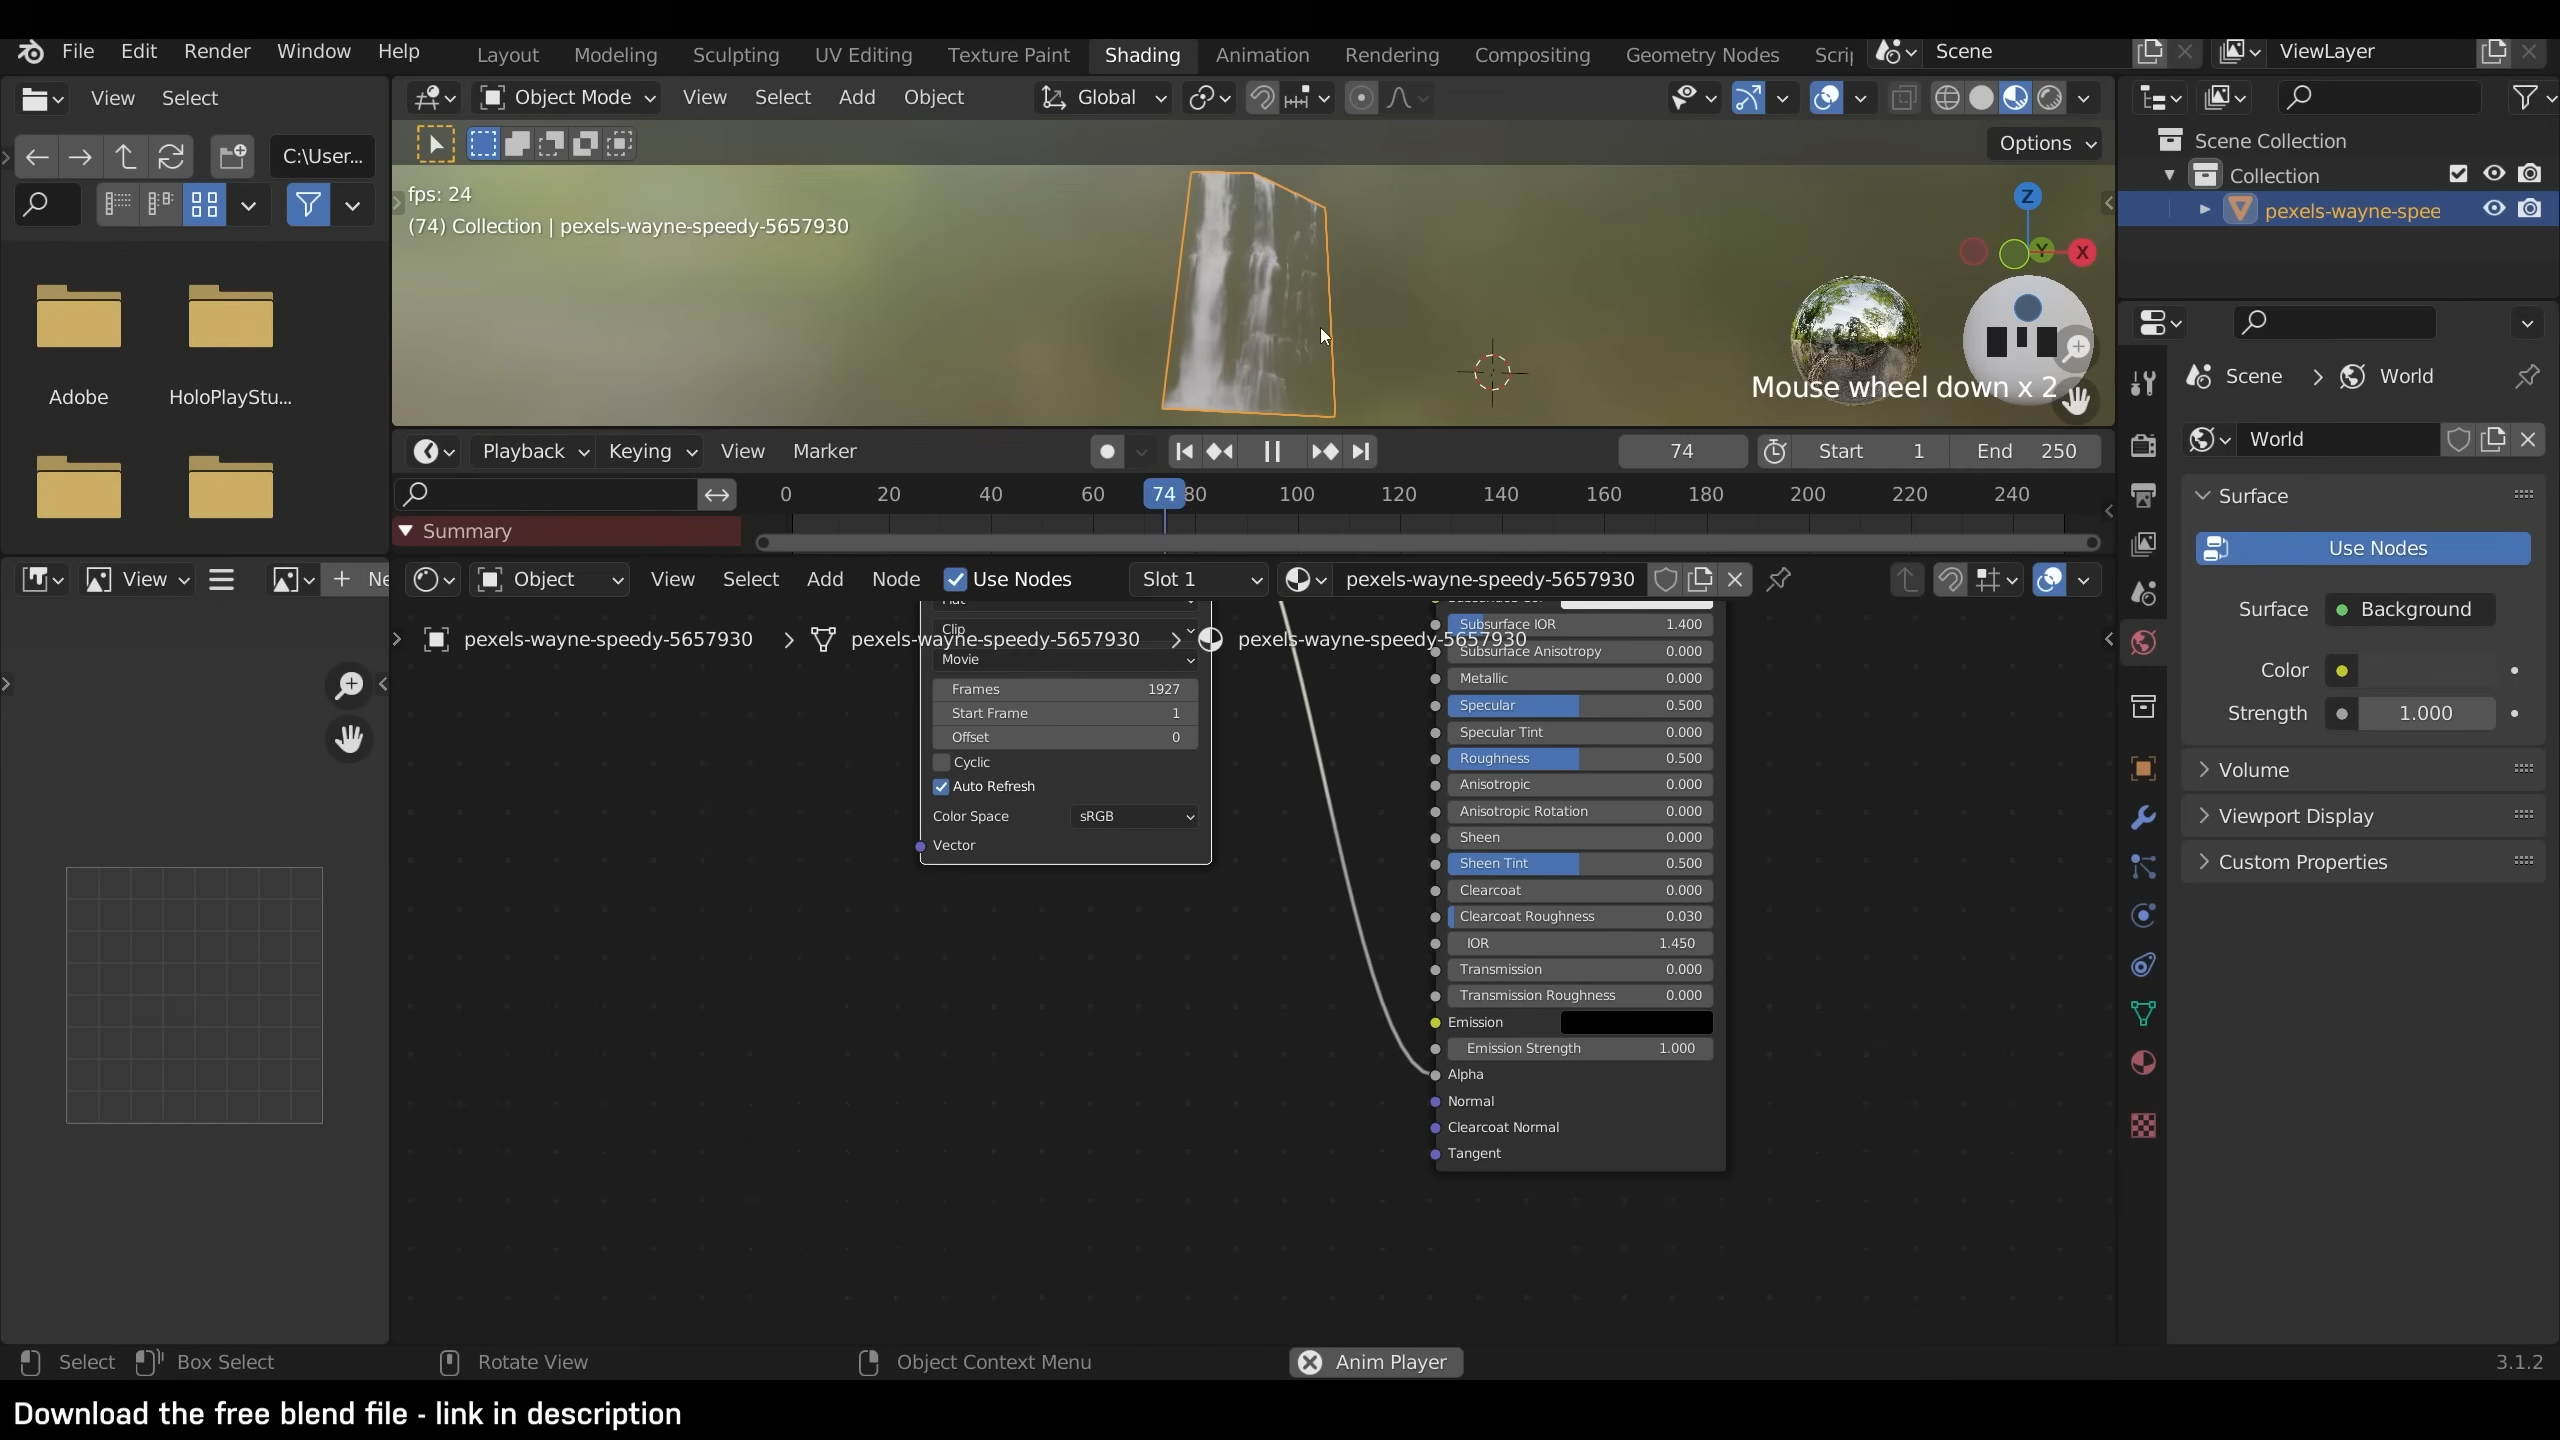 File Edit Render Window Help Layout Modeling Sculpting UV Editing Texture Paint Shading Animation Rendering Compositing Geometry Nodes Scrip Scene ViewLayer
View Select
Object Mode View Select Add Object Global
Options
C:\User...
fps: 24
(74) Collection | pexels-wayne-speedy-5657930
Z
Y
X
Mouse wheel down x 2
Adobe
HoloPlayStu...
Scene Collection
Collection
pexels-wayne-spee
Playback Keying View Marker 74 Start 1 End 250
0 20 40 60 74 80 100 120 140 160 180 200 220 240
Summary
View
Ne
Object View Select Add Node Use Nodes Slot 1 pexels-wayne-speedy-5657930
pexels-wayne-speedy-5657930 > pexels-wayne-speedy-5657930 > pexels-wayne-speedy-5657930
Clip
Movie
Frames 1927
Start Frame 1
Offset 0
Cyclic
Auto Refresh
Color Space sRGB
Vector
Subsurface IOR 1.400
Subsurface Anisotropy 0.000
Metallic 0.000
Specular 0.500
Specular Tint 0.000
Roughness 0.500
Anisotropic 0.000
Anisotropic Rotation 0.000
Sheen 0.000
Sheen Tint 0.500
Clearcoat 0.000
Clearcoat Roughness 0.030
IOR 1.450
Transmission 0.000
Transmission Roughness 0.000
Emission
Emission Strength 1.000
Alpha
Normal
Clearcoat Normal
Tangent
Scene > World
World
Surface
Use Nodes
Surface Background
Color
Strength 1.000
Volume
Viewport Display
Custom Properties
Select Box Select Rotate View Object Context Menu Anim Player 3.1.2
Download the free blend file - link in description